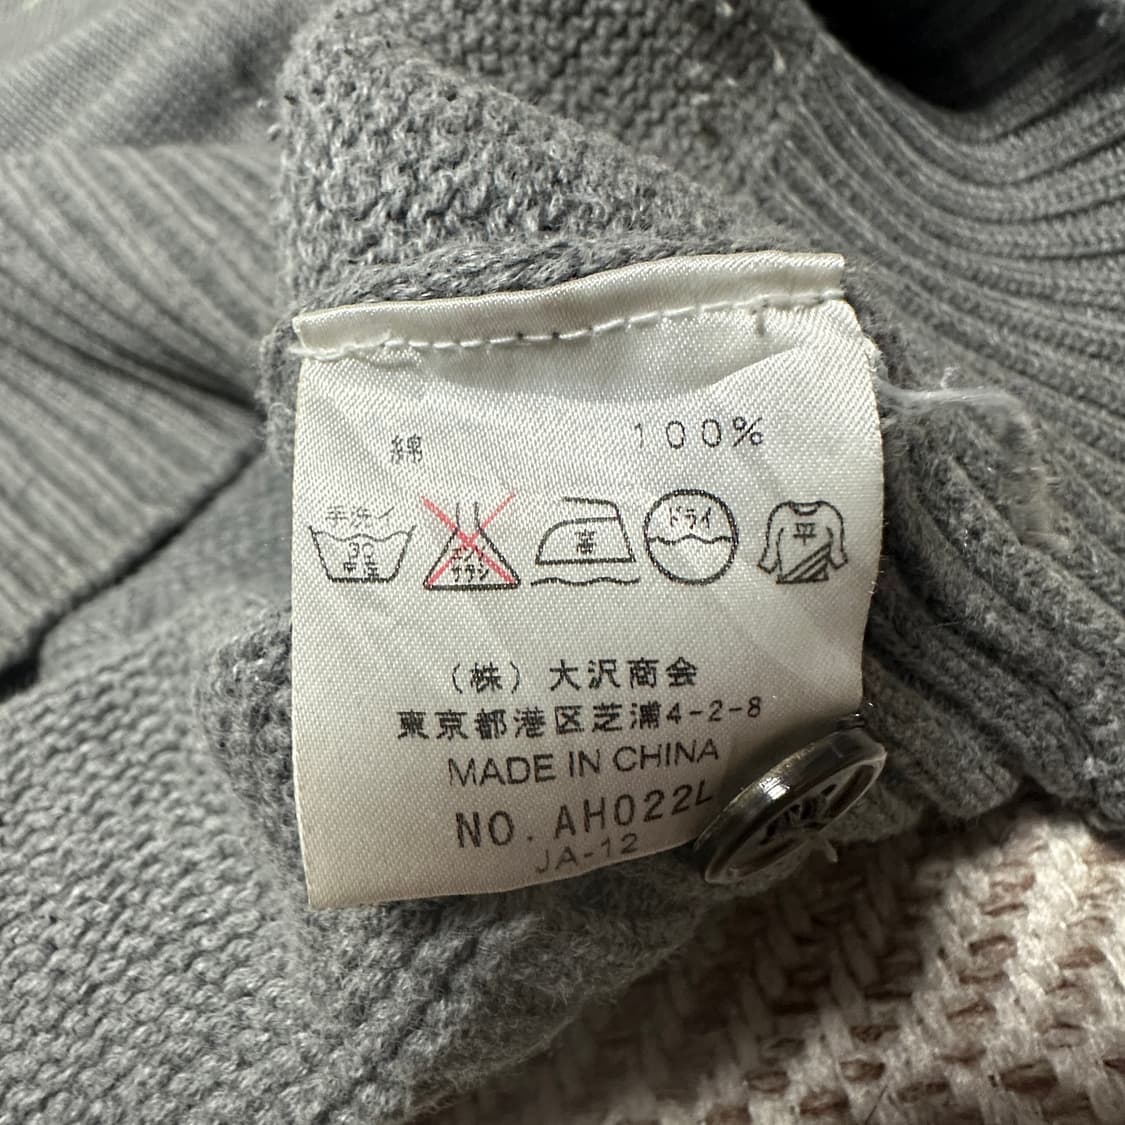 綿 100%
手洗イ 30 中性 エンソ サラシ 高 ドライ 平
（株）大沢商会
東京都港区芝浦4-2-8
MADE IN CHINA
NO. AH022L
JA-12